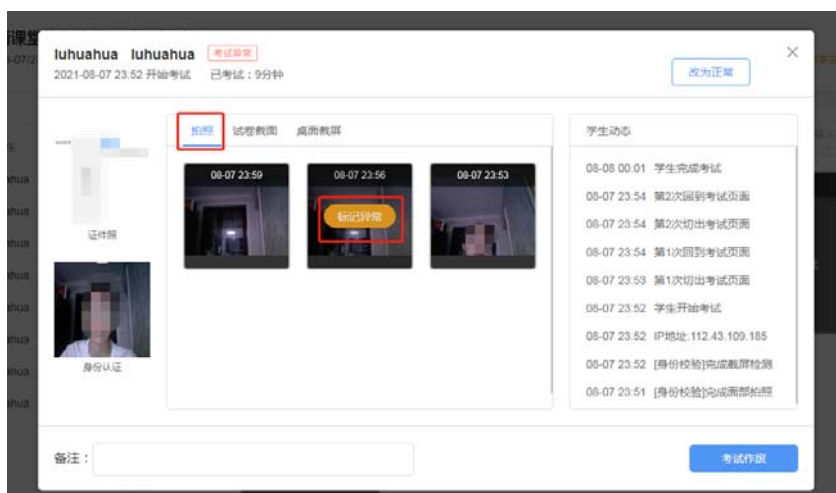 luhuahua luhuahua 考试异常
2021-08-07 23:52 开始考试 已考试：9分钟
改为正常
拍照 试卷截图 桌面截屏
08-07 23:59 08-07 23:56 08-07 23:53
标记异常
证件照
身份认证
学生动态
08-08 00:01 学生完成考试
08-07 23:54 第2次回到考试页面
08-07 23:54 第2次切出考试页面
08-07 23:54 第1次回到考试页面
08-07 23:53 第1次切出考试页面
08-07 23:52 学生开始考试
08-07 23:52 IP地址:112.43.109.185
08-07 23:52 [身份校验]完成截屏检测
08-07 23:51 [身份校验]完成面部拍照
备注：
考试作废